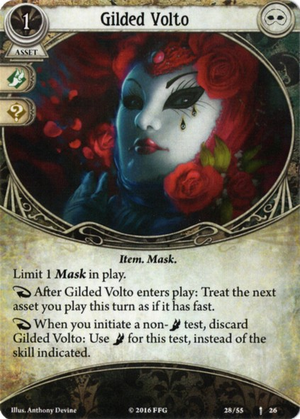 Gilded Volto
1
ASSET
Item. Mask.
Limit 1 Mask in play.
After Gilded Volto enters play: Treat the next
asset you play this turn as if it has fast.
When you initiate a non- test, discard
Gilded Volto: Use for this test, instead of the
skill indicated.
Illus. Anthony Devine
© 2016 FFG
28/55
26